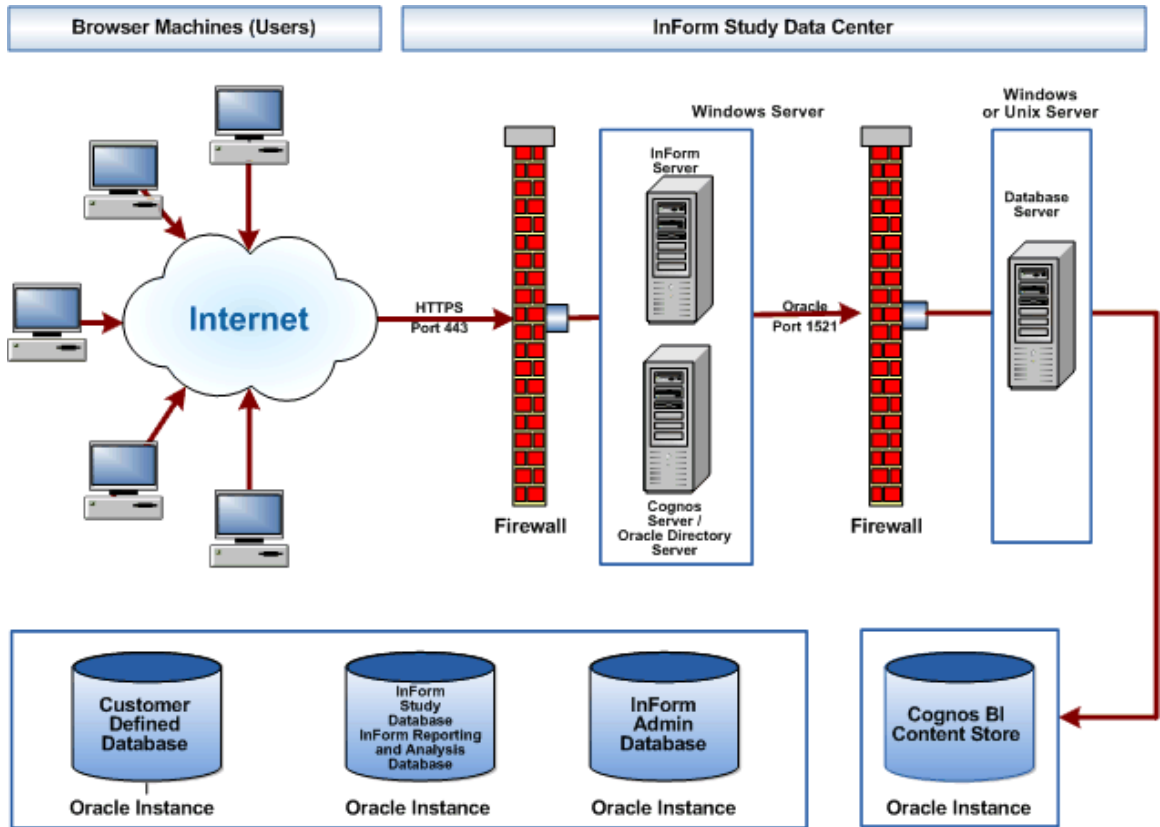 Browser Machines (Users)
InForm Study Data Center
Windows Server
Windows
or Unix Server
InForm
Server
Database
Server
Internet
HTTPS
Port 443
Oracle
Port 1521
Cognos
Server /
Oracle Directory
Server
Firewall
Firewall
Customer
Defined
Database
InForm
Study
Database
InForm Reporting
and Analysis
Database
InForm
Admin
Database
Cognos BI
Content Store
Oracle Instance
Oracle Instance
Oracle Instance
Oracle Instance